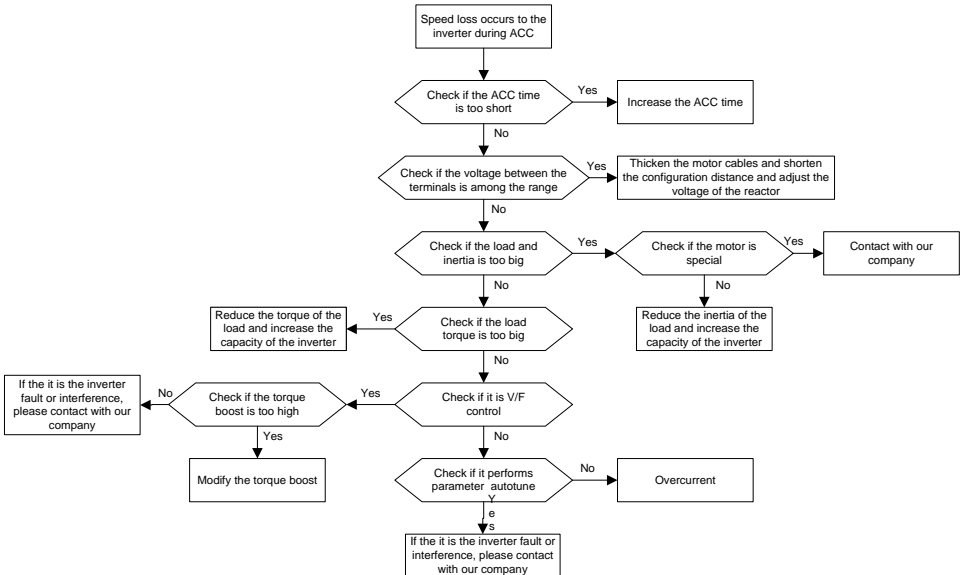 Speed loss occurs to the
inverter during ACC
Check if the ACC time
is too short
Yes
Increase the ACC time
No
Check if the voltage between the
terminals is among the range
Yes
Thicken the motor cables and shorten
the configuration distance and adjust the
voltage of the reactor
No
Check if the load and
inertia is too big
Yes
Check if the motor is
special
Yes
Contact with our
company
No
No
Reduce the torque of the
load and increase the
capacity of the inverter
Yes
Check if the load
torque is too big
Reduce the inertia of the
load and increase the
capacity of the inverter
No
If the it is the inverter
fault or interference,
please contact with our
company
No
Check if the torque
boost is too high
Yes
Check if it is V/F
control
Yes
No
Modify the torque boost
Check if it performs
parameter autotune
No
Overcurrent
Y
e
s
If the it is the inverter fault or
interference, please contact
with our company